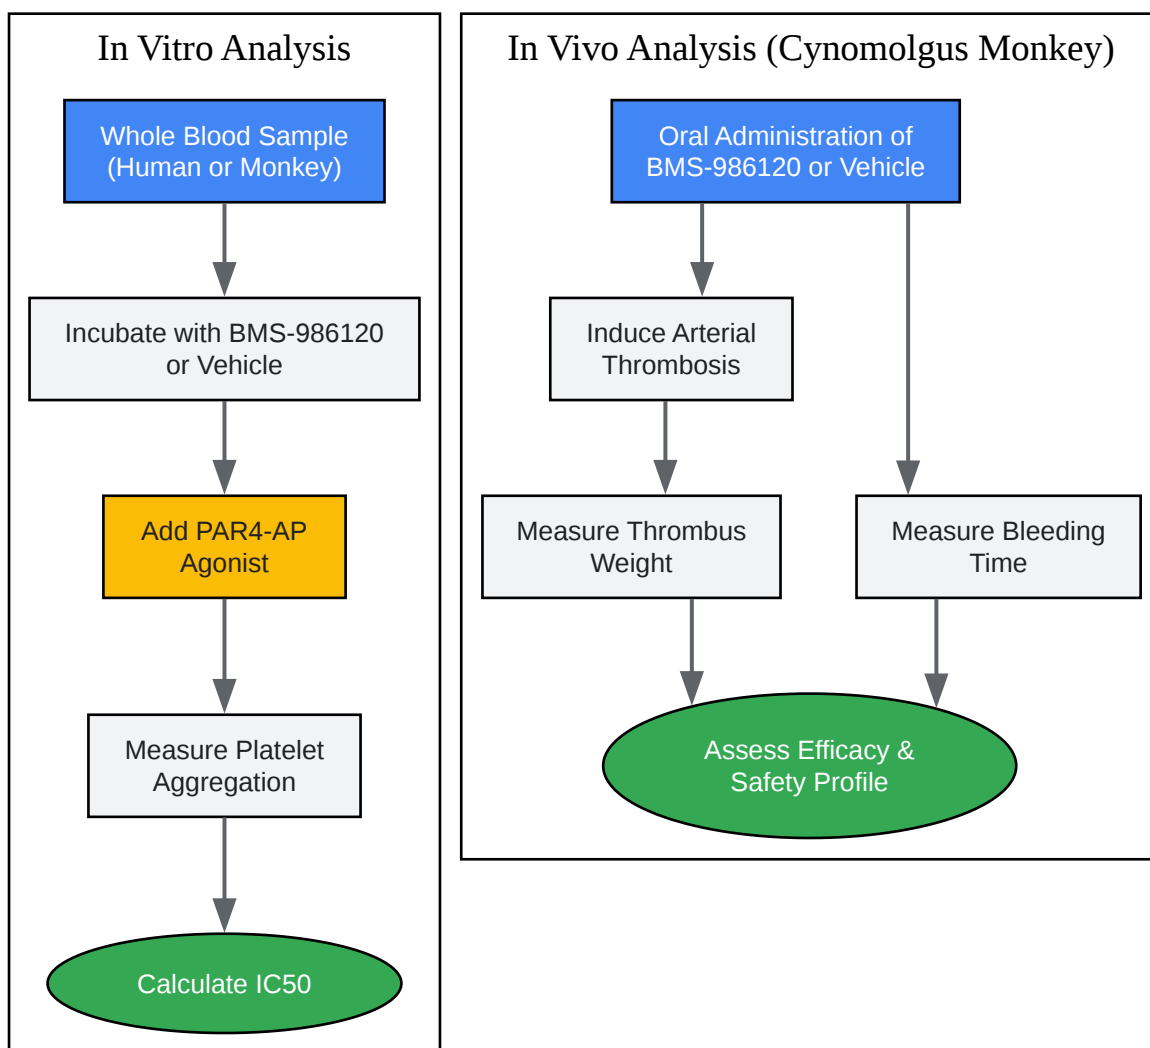 In Vitro Analysis
Whole Blood Sample
(Human or Monkey)
Incubate with BMS-986120
or Vehicle
Add PAR4-AP
Agonist
Measure Platelet
Aggregation
Calculate IC50
In Vivo Analysis (Cynomolgus Monkey)
Oral Administration of
BMS-986120 or Vehicle
Induce Arterial
Thrombosis
Measure Thrombus
Weight
Measure Bleeding
Time
Assess Efficacy &
Safety Profile